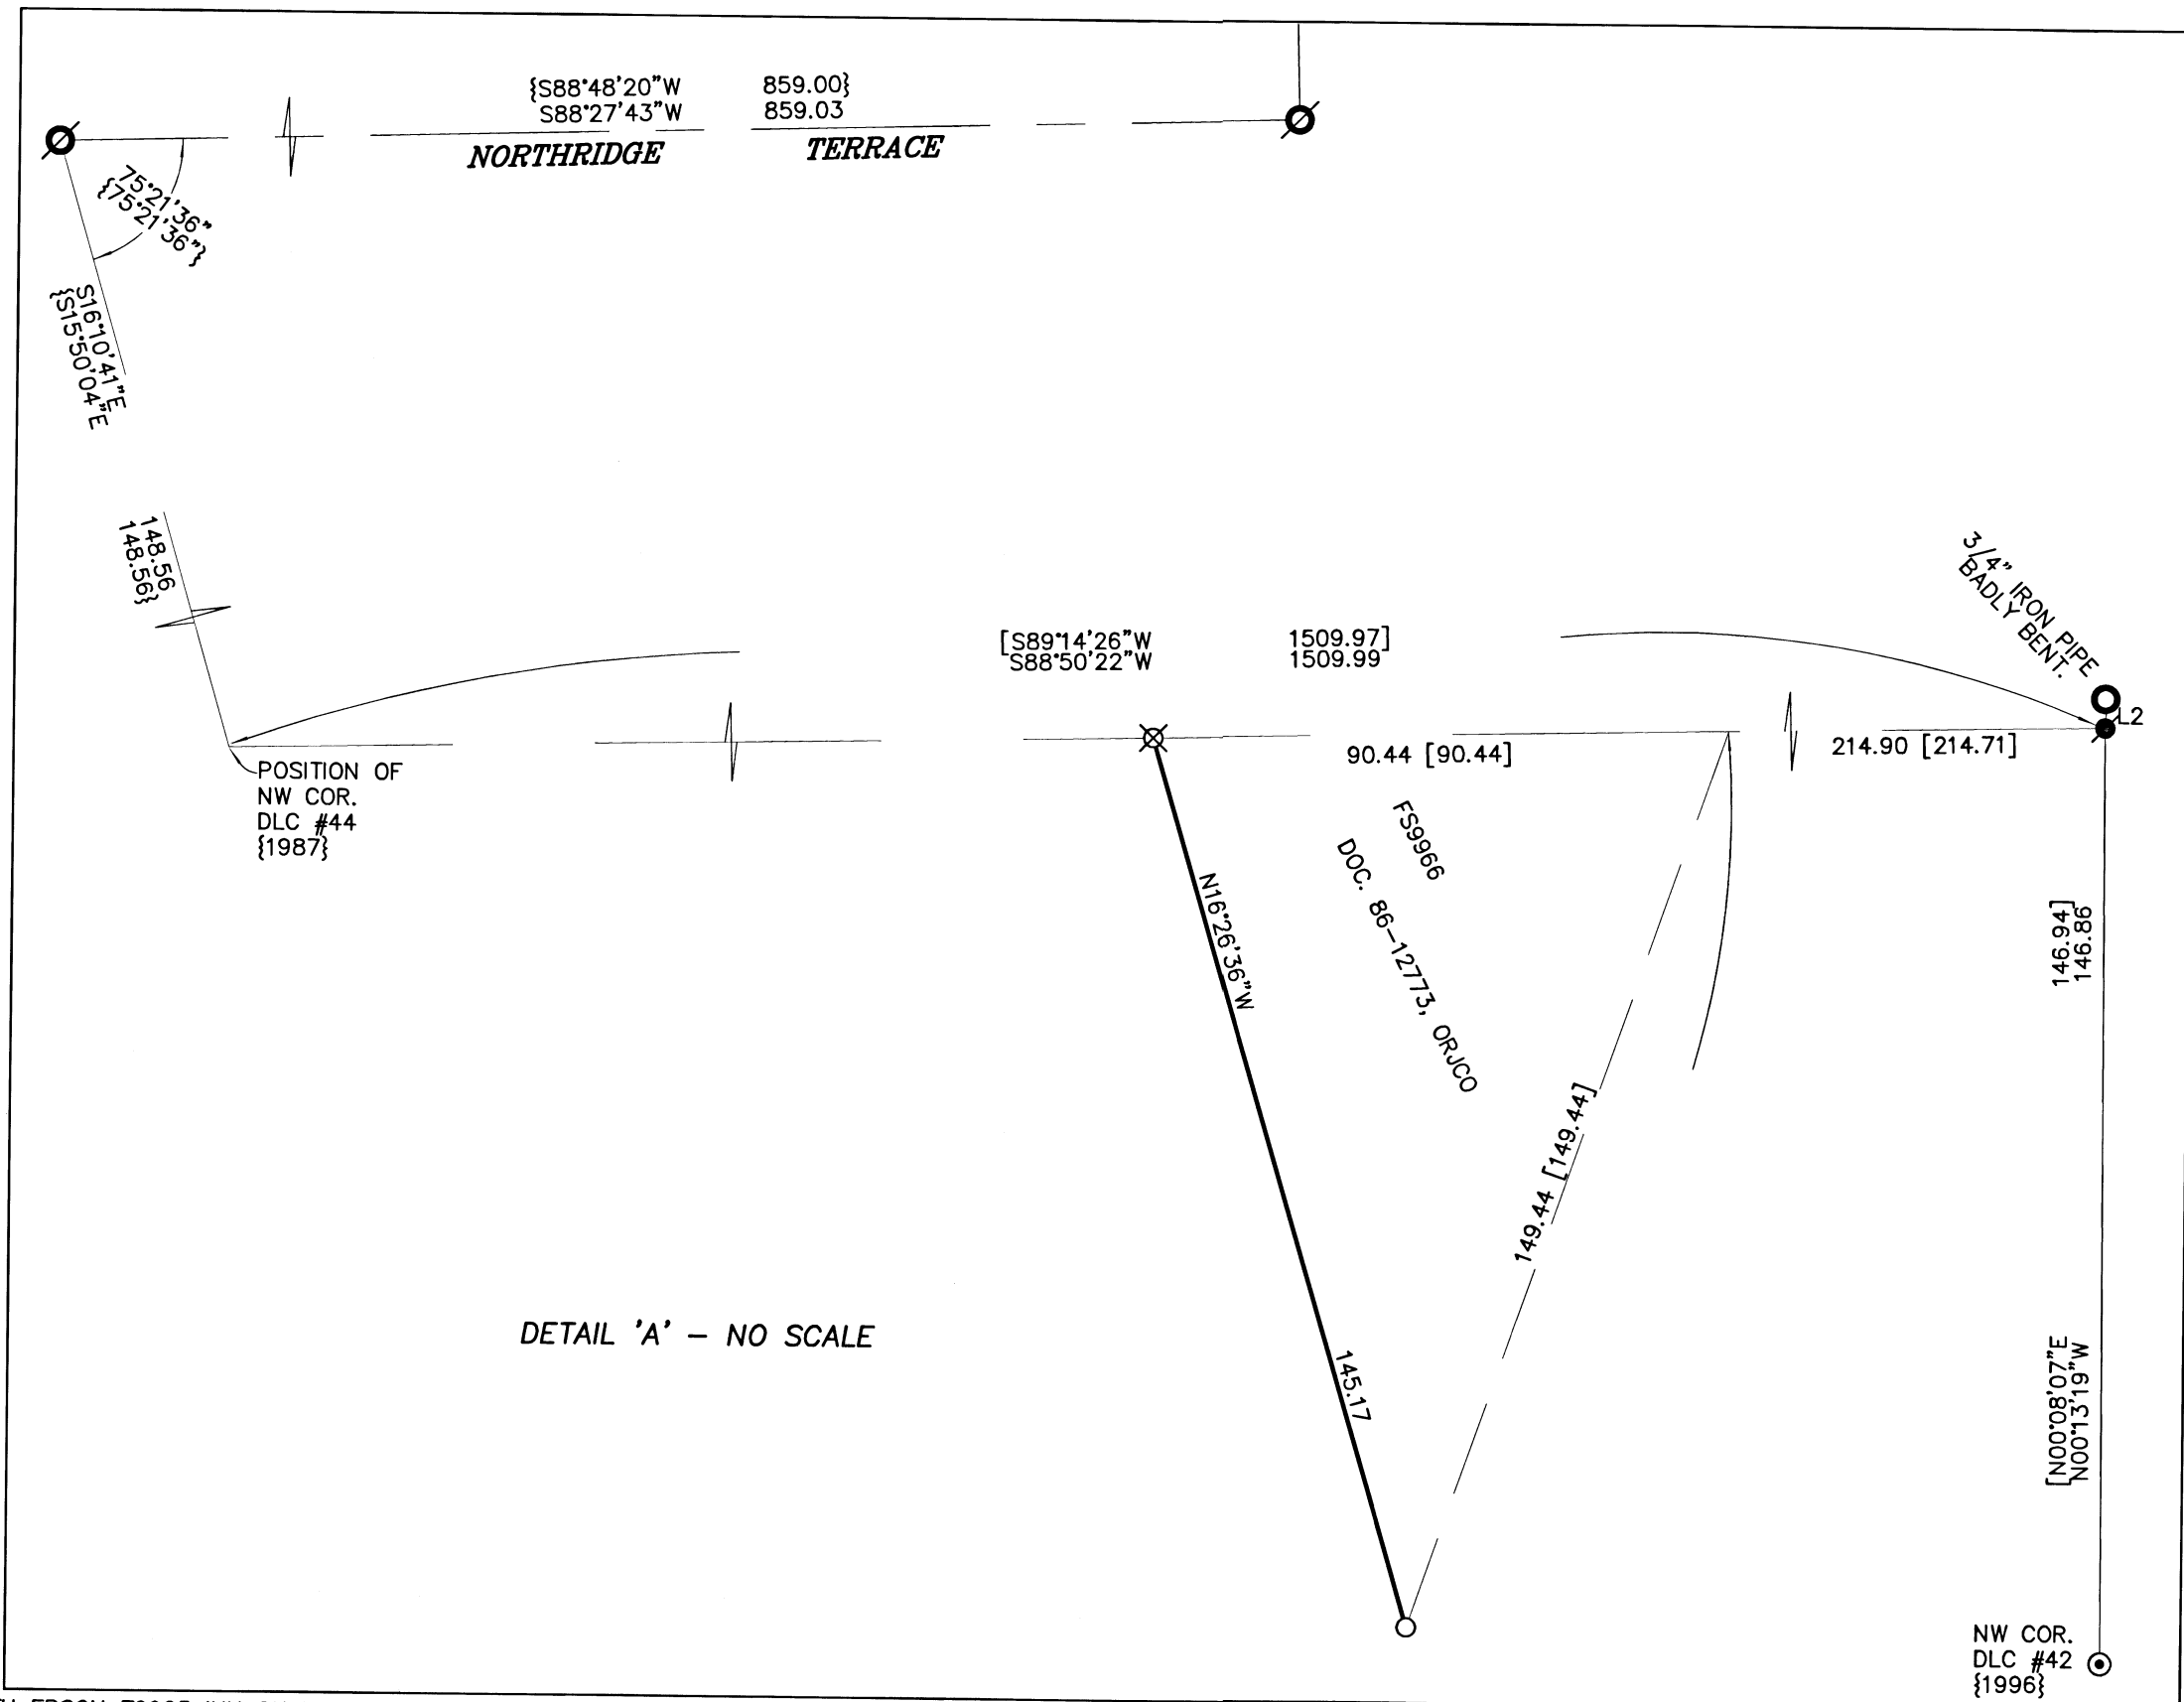 {S88°48'20"W 859.00}
S88°27'43"W 859.03
NORTHRIDGE TERRACE
75°21'36"
{75°21'36"}
S16°10'41"E
{S15°50'04"E
148.56
148.56}
[S89°14'26"W 1509.97]
S88°50'22"W 1509.99
3/4" IRON PIPE
BADLY BENT.
L2
90.44 [90.44]
214.90 [214.71]
POSITION OF
NW COR.
DLC #44
{1987}
FS9966
DOC. 86-12773, ORJCO
N16°26'36"W
145.17
149.44 [149.44]
146.94]
146.86
[N00°08'07"E
N00°13'19"W
DETAIL 'A' - NO SCALE
NW COR.
DLC #42
{1996}